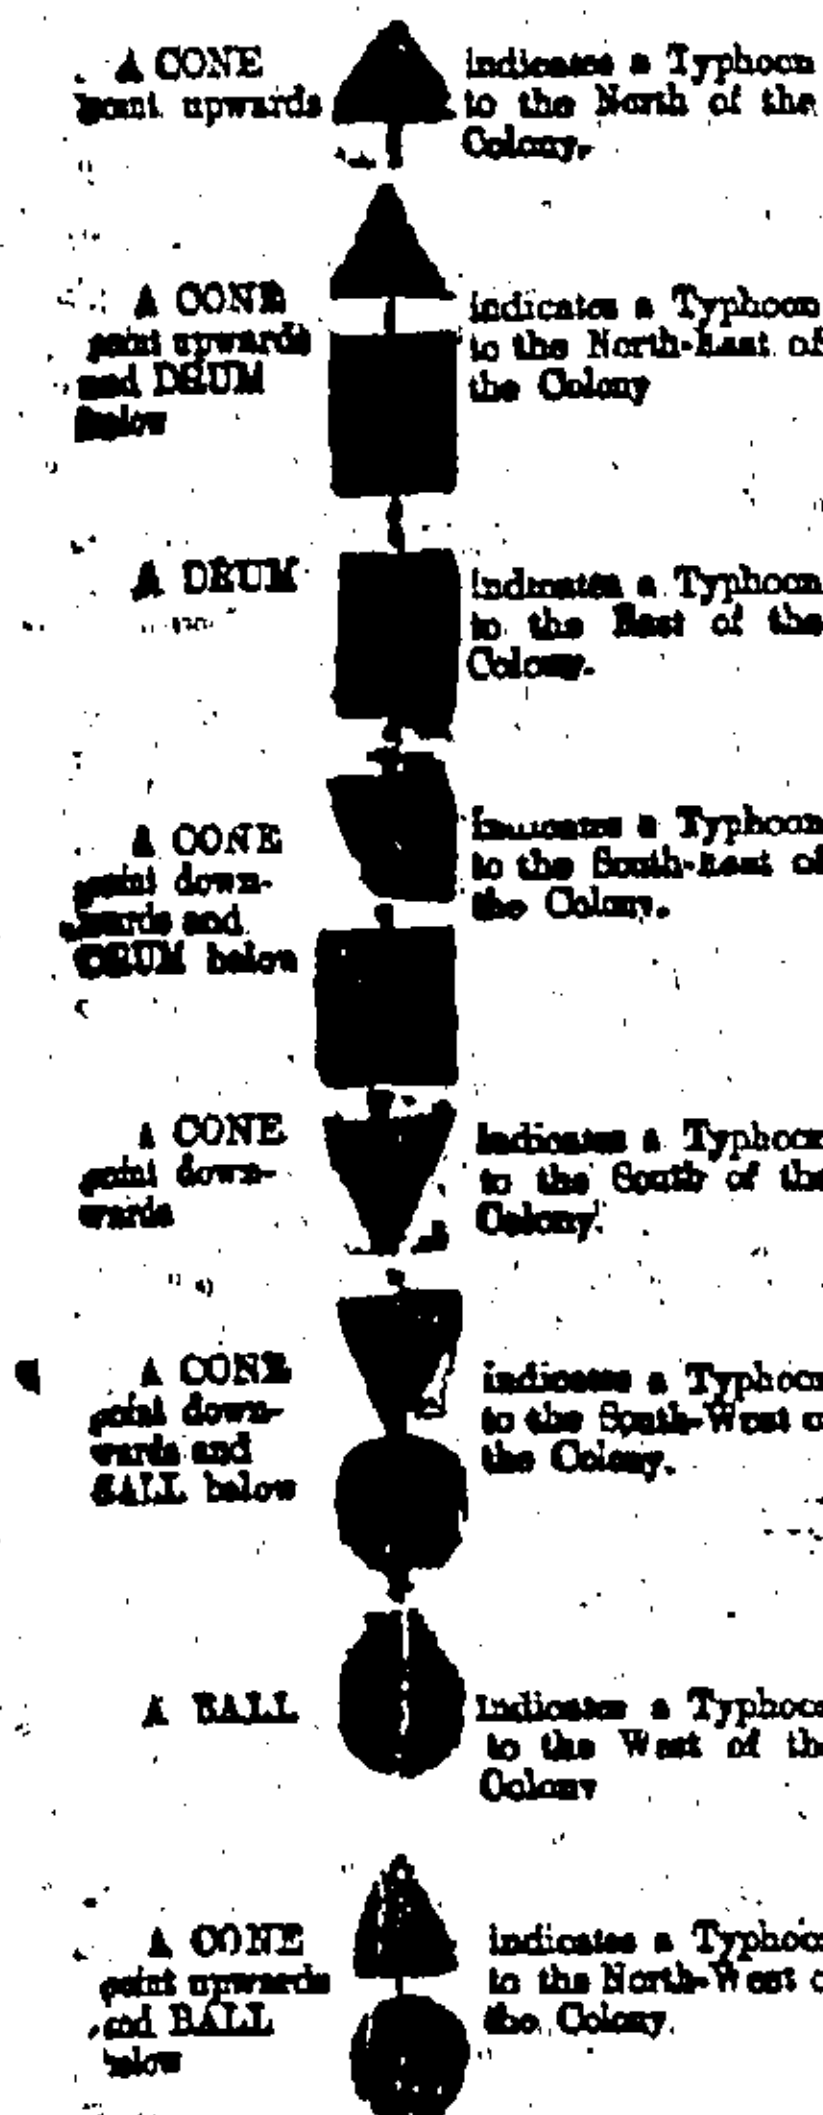 A CONE
point upwards
indicates a Typhoon
to the North of the
Colony.
A CONE
point upwards
and DRUM
below
indicates a Typhoon
to the North-East of
the Colony
A DRUM
indicates a Typhoon
to the East of the
Colony.
A CONE
point down-
wards and
DRUM below
indicates a Typhoon
to the South-East of
the Colony.
A CONE
point down-
wards
indicates a Typhoon
to the South of the
Colony.
A CONE
point down-
wards and
BALL below
indicates a Typhoon
to the South-West o
the Colony.
A BALL
indicates a Typhoo
to the West of th
Colony
A CONE
point upwards
and BALL
below
indicates a Typhoo
to the North-West o
the Colony.